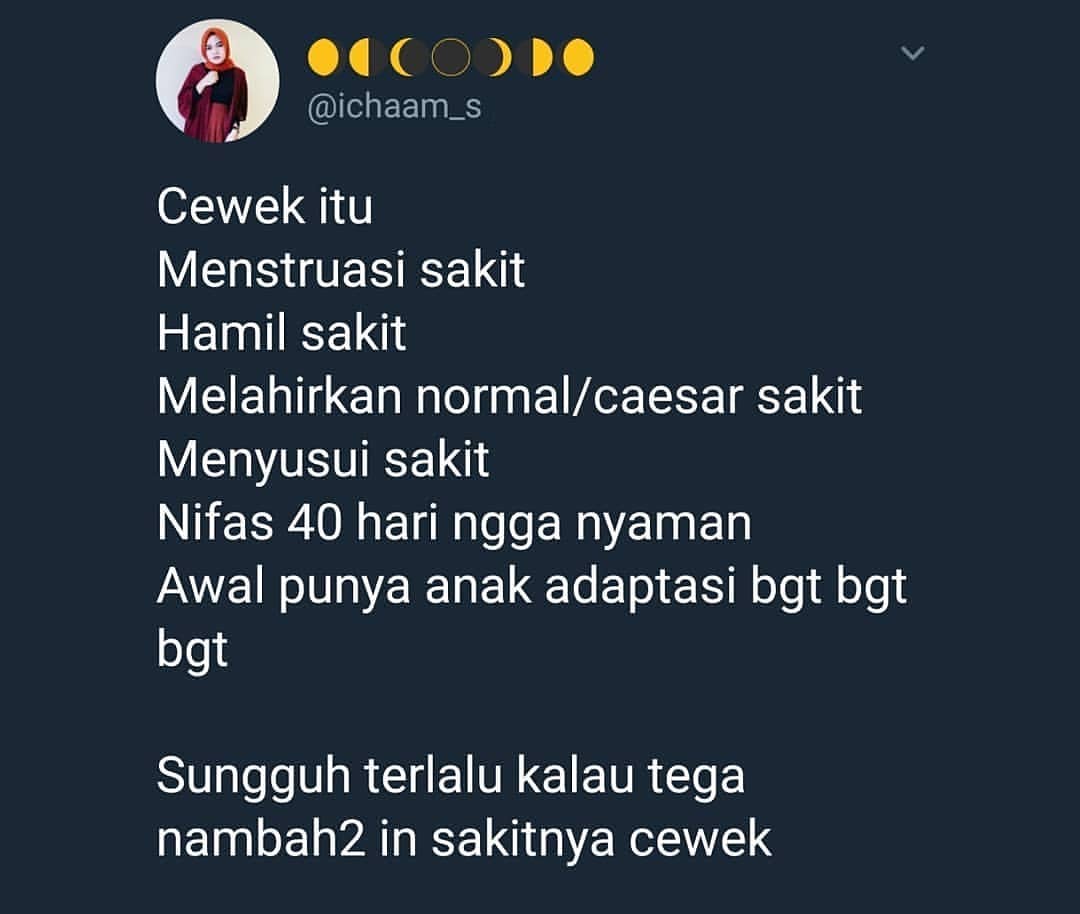 @ichaam_s
Cewek itu
Menstruasi sakit
Hamil sakit
Melahirkan normal/caesar sakit
Menyusui sakit
Nifas 40 hari ngga nyaman
Awal punya anak adaptasi bgt bgt
bgt
Sungguh terlalu kalau tega
nambah2 in sakitnya cewek